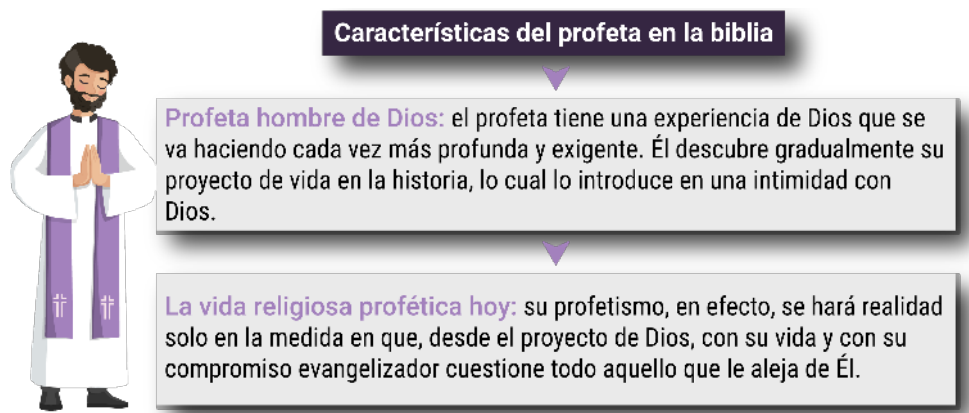 Características del profeta en la biblia
Profeta hombre de Dios: el profeta tiene una experiencia de Dios que se
va haciendo cada vez más profunda y exigente. Él descubre gradualmente su
proyecto de vida en la historia, lo cual lo introduce en una intimidad con
Dios.
La vida religiosa profética hoy: su profetismo, en efecto, se hará realidad
solo en la medida en que, desde el proyecto de Dios, con su vida y con su
compromiso evangelizador cuestione todo aquello que le aleja de Él.